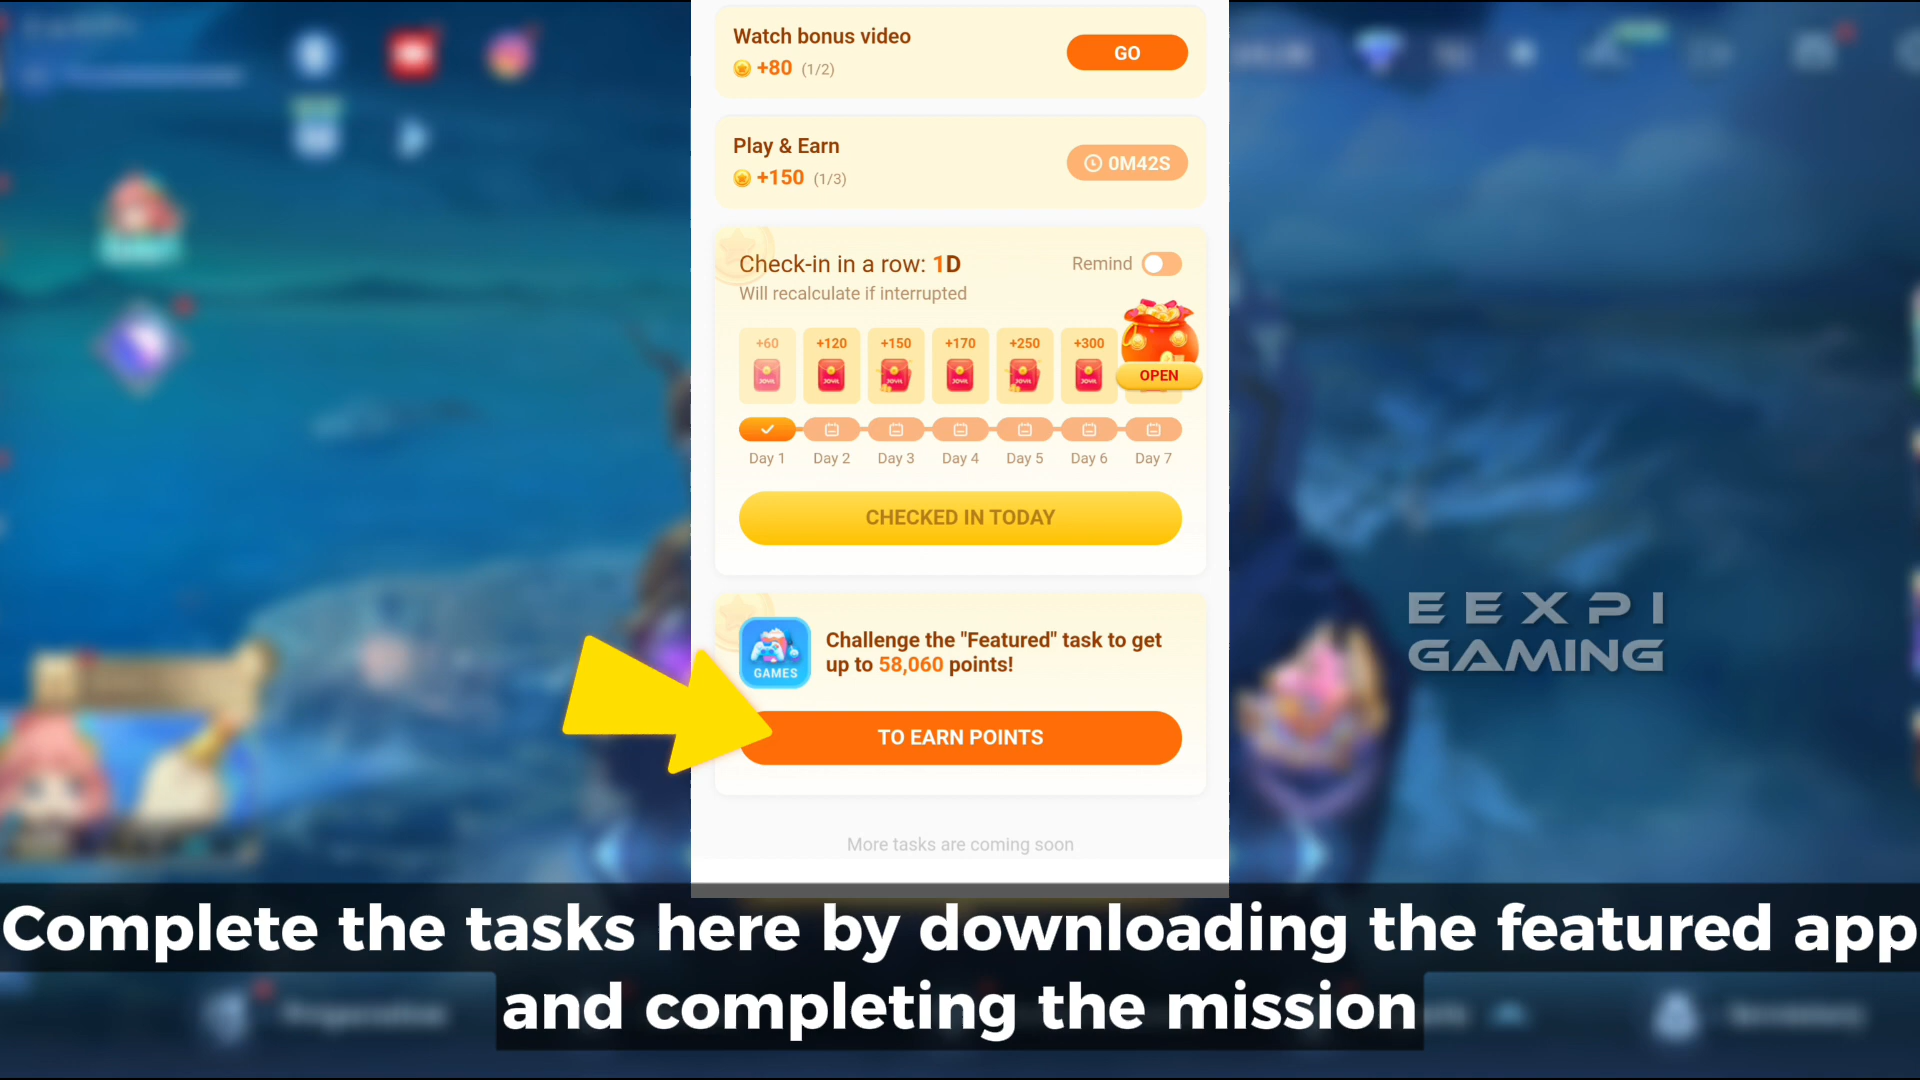 Watch bonus video
+80 (1/2)
GO
Play & Earn
+150 (1/3)
0M42S
Check-in in a row: 1D
Remind
Will recalculate if interrupted
+60 +120 +150 +170 +250 +300
OPEN
Day 1 Day 2 Day 3 Day 4 Day 5 Day 6 Day 7
CHECKED IN TODAY
GAMES
Challenge the "Featured" task to get
up to 58,060 points!
TO EARN POINTS
More tasks are coming soon
EEXPI
GAMING
Complete the tasks here by downloading the featured app
and completing the mission